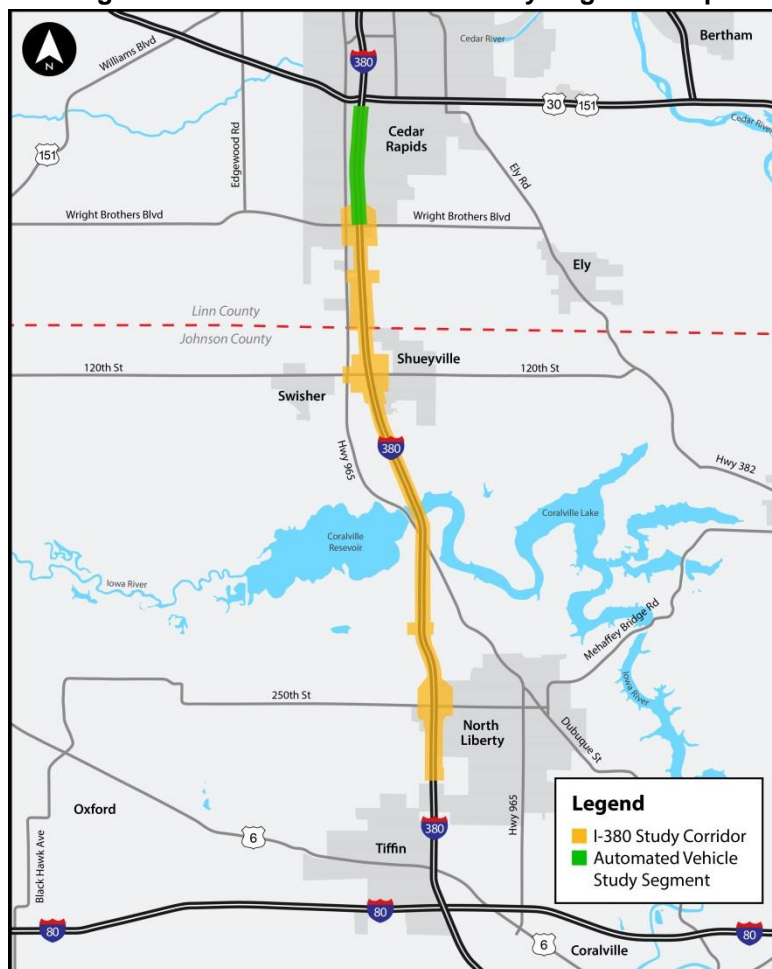 Cedar River
Bertham
N
Williams Blvd
380
30
151
Cedar River
151
Edgewood Rd
Cedar
Rapids
Ely Rd
Wright Brothers Blvd
Wright Brothers Blvd
Ely
Linn County
Johnson County
Shueyville
120th St
120th St
Swisher
380
Hwy 965
Hwy 382
Coralville
Resevoir
Coralville Lake
Iowa River
Mehaffey Bridge Rd
Iowa River
250th St
North
Liberty
Dubuque St
Oxford
Black Hawk Ave
6
Tiffin
380
Hwy 965
Legend
I-380 Study Corridor
Automated Vehicle
Study Segment
80
80
80
6
Coralville